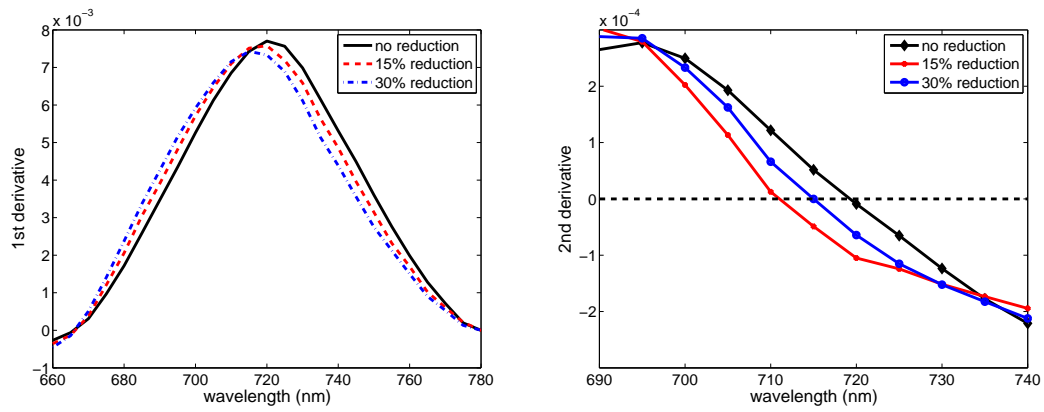 x 10⁻³
8
7
6
5
4
3
2
1
0
−1
1st derivative
660
680
700
720
740
760
780
wavelength (nm)
no reduction
15% reduction
30% reduction
x 10⁻⁴
2
1
0
−1
−2
2nd derivative
690
700
710
720
730
740
wavelength (nm)
no reduction
15% reduction
30% reduction